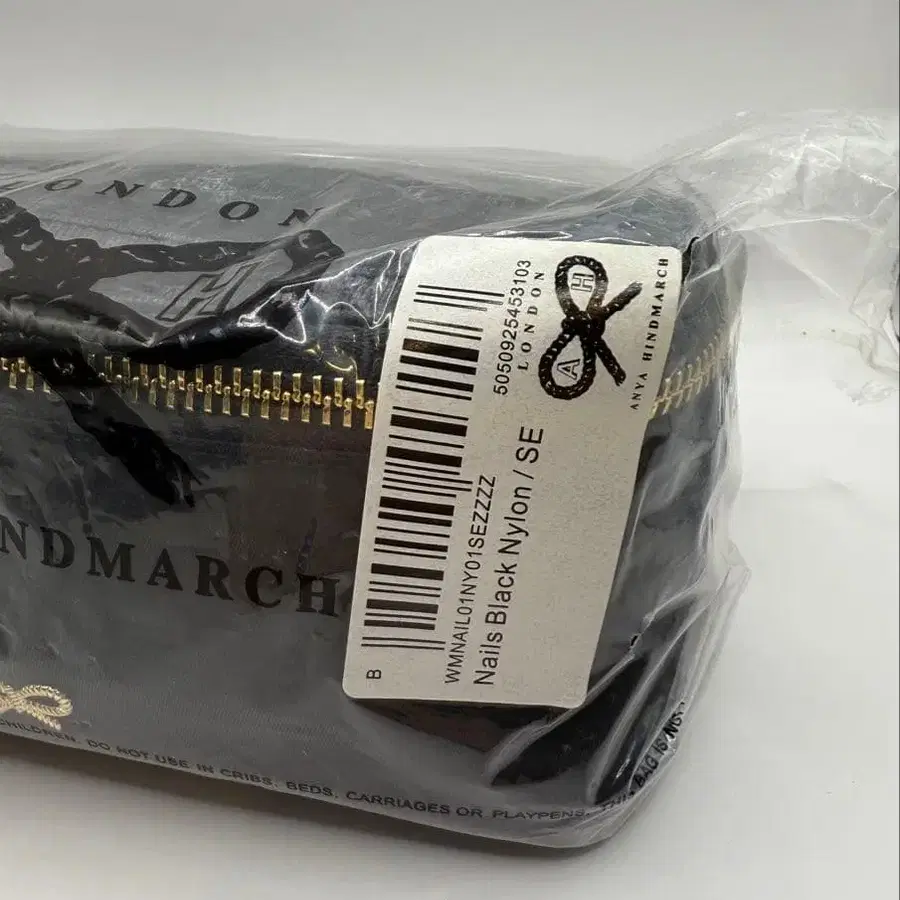 LONDON
H
NDMARCH
5050925453103
LONDON
A H
ANYA HINDMARCH
B
WMNAIL01NY01SEZZZZ
Nails Black Nylon / SE
CHILDREN. DO NOT USE IN CRIBS, BEDS, CARRIAGES OR PLAYPENS. THIS BAG IS NOT